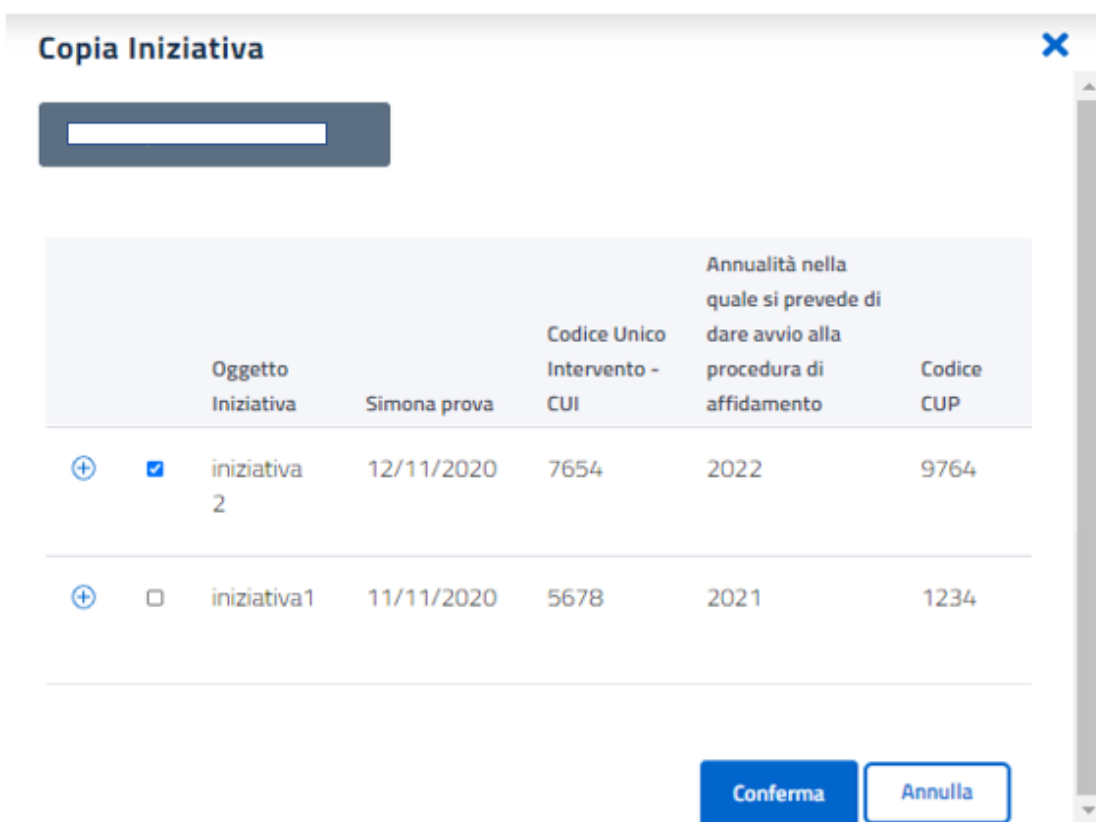 Copia Iniziativa
Annualità nella
quale si prevede di
Codice Unico dare avvio alla
Oggetto Intervento - procedura di Codice
Iniziativa Simona prova CUI affidamento CUP
iniziativa 12/11/2020 7654 2022 9764
2
iniziativa1 11/11/2020 5678 2021 1234
Conferma Annulla